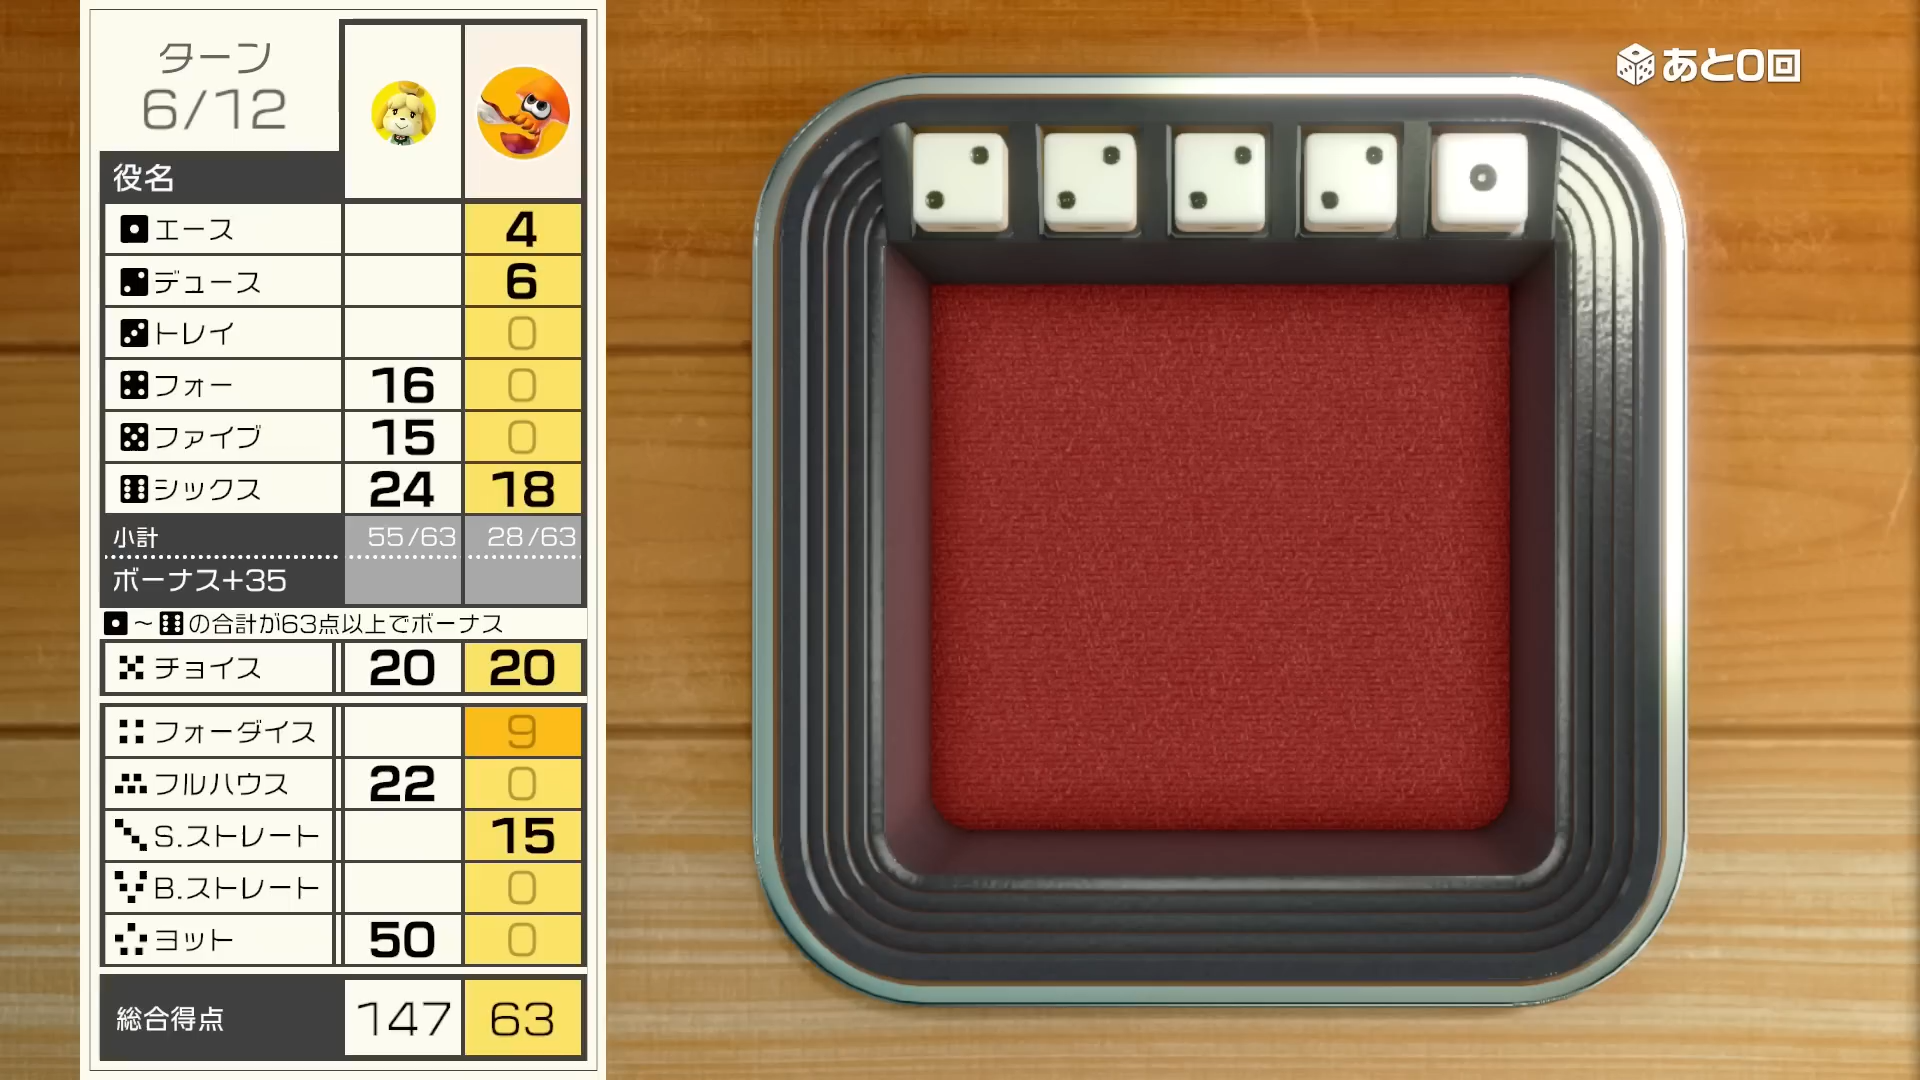 ターン
6/12
あと0回
役名
エース 4
デュース 6
トレイ 0
フォー 16 0
ファイブ 15 0
シックス 24 18
小計 55/63 28/63
ボーナス+35
～ の合計が63点以上でボーナス
チョイス 20 20
フォーダイス 9
フルハウス 22 0
S.ストレート 15
B.ストレート 0
ヨット 50 0
総合得点 147 63